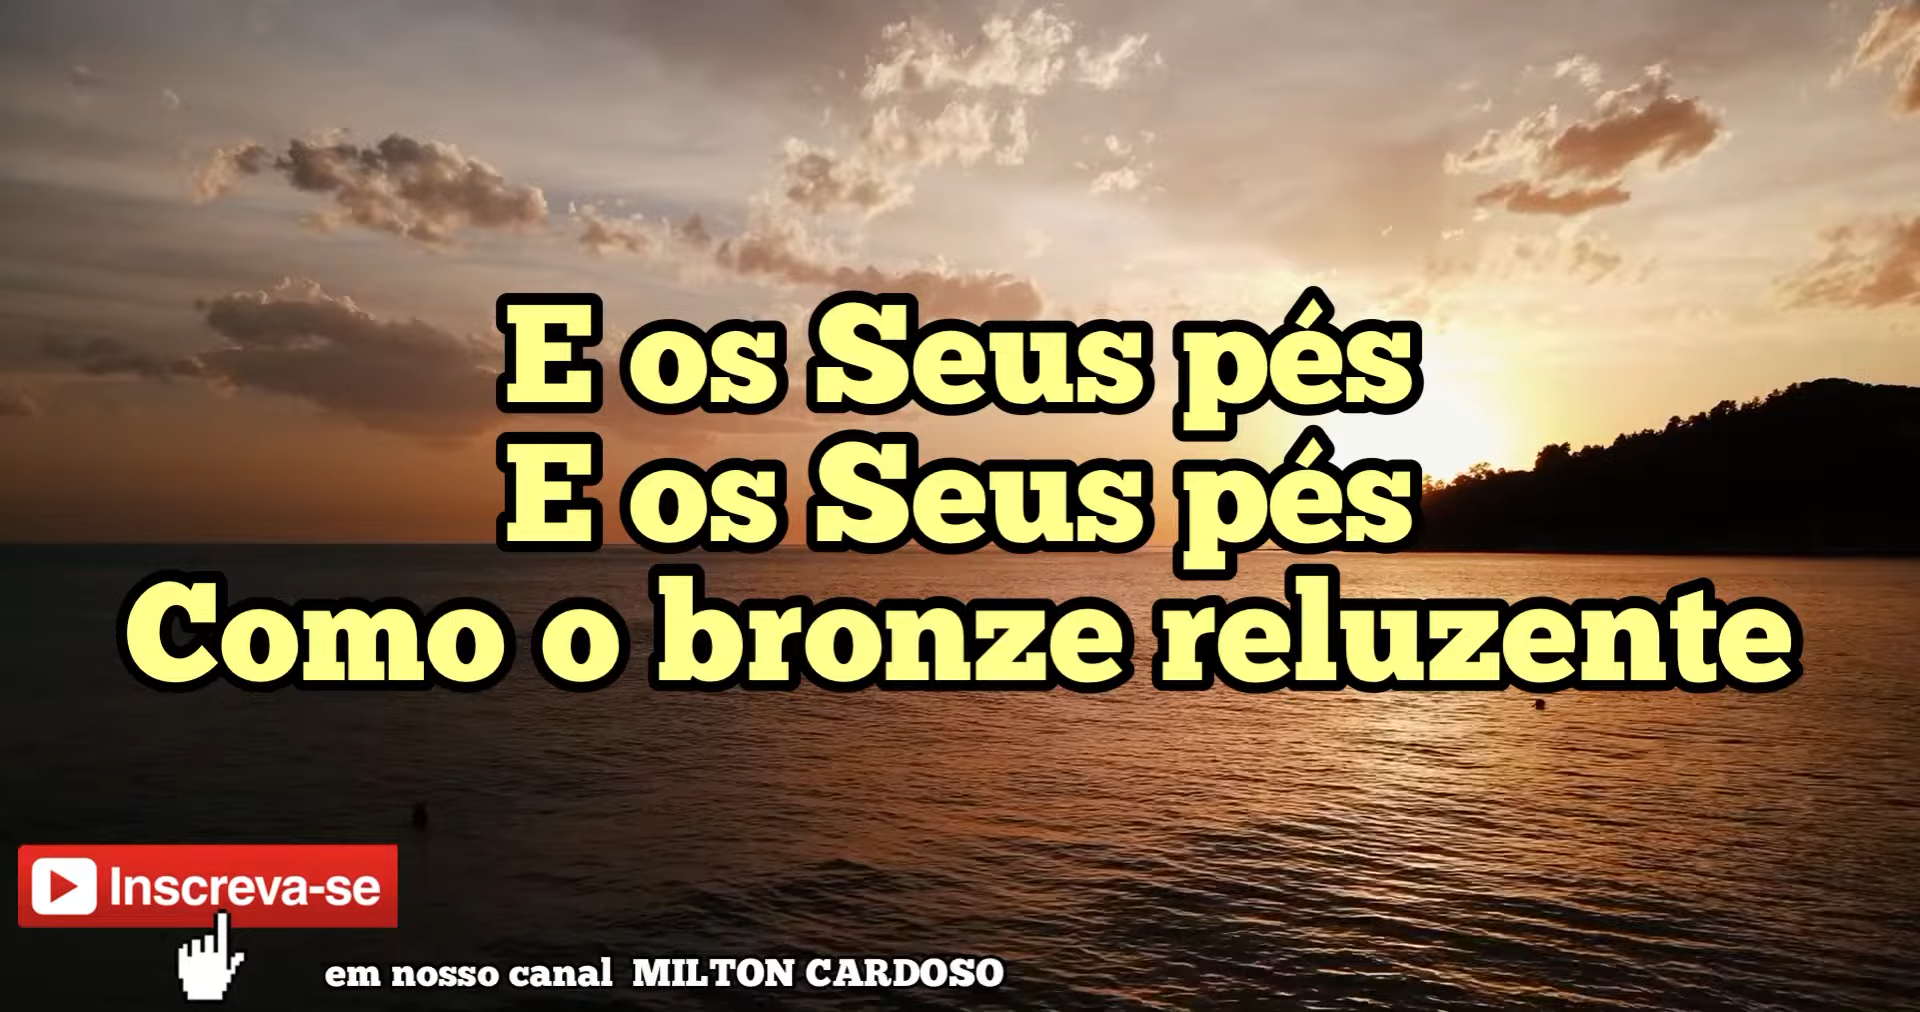 E os Seus pés
E os Seus pés
Como o bronze reluzente
Inscreva-se
em nosso canal MILTON CARDOSO